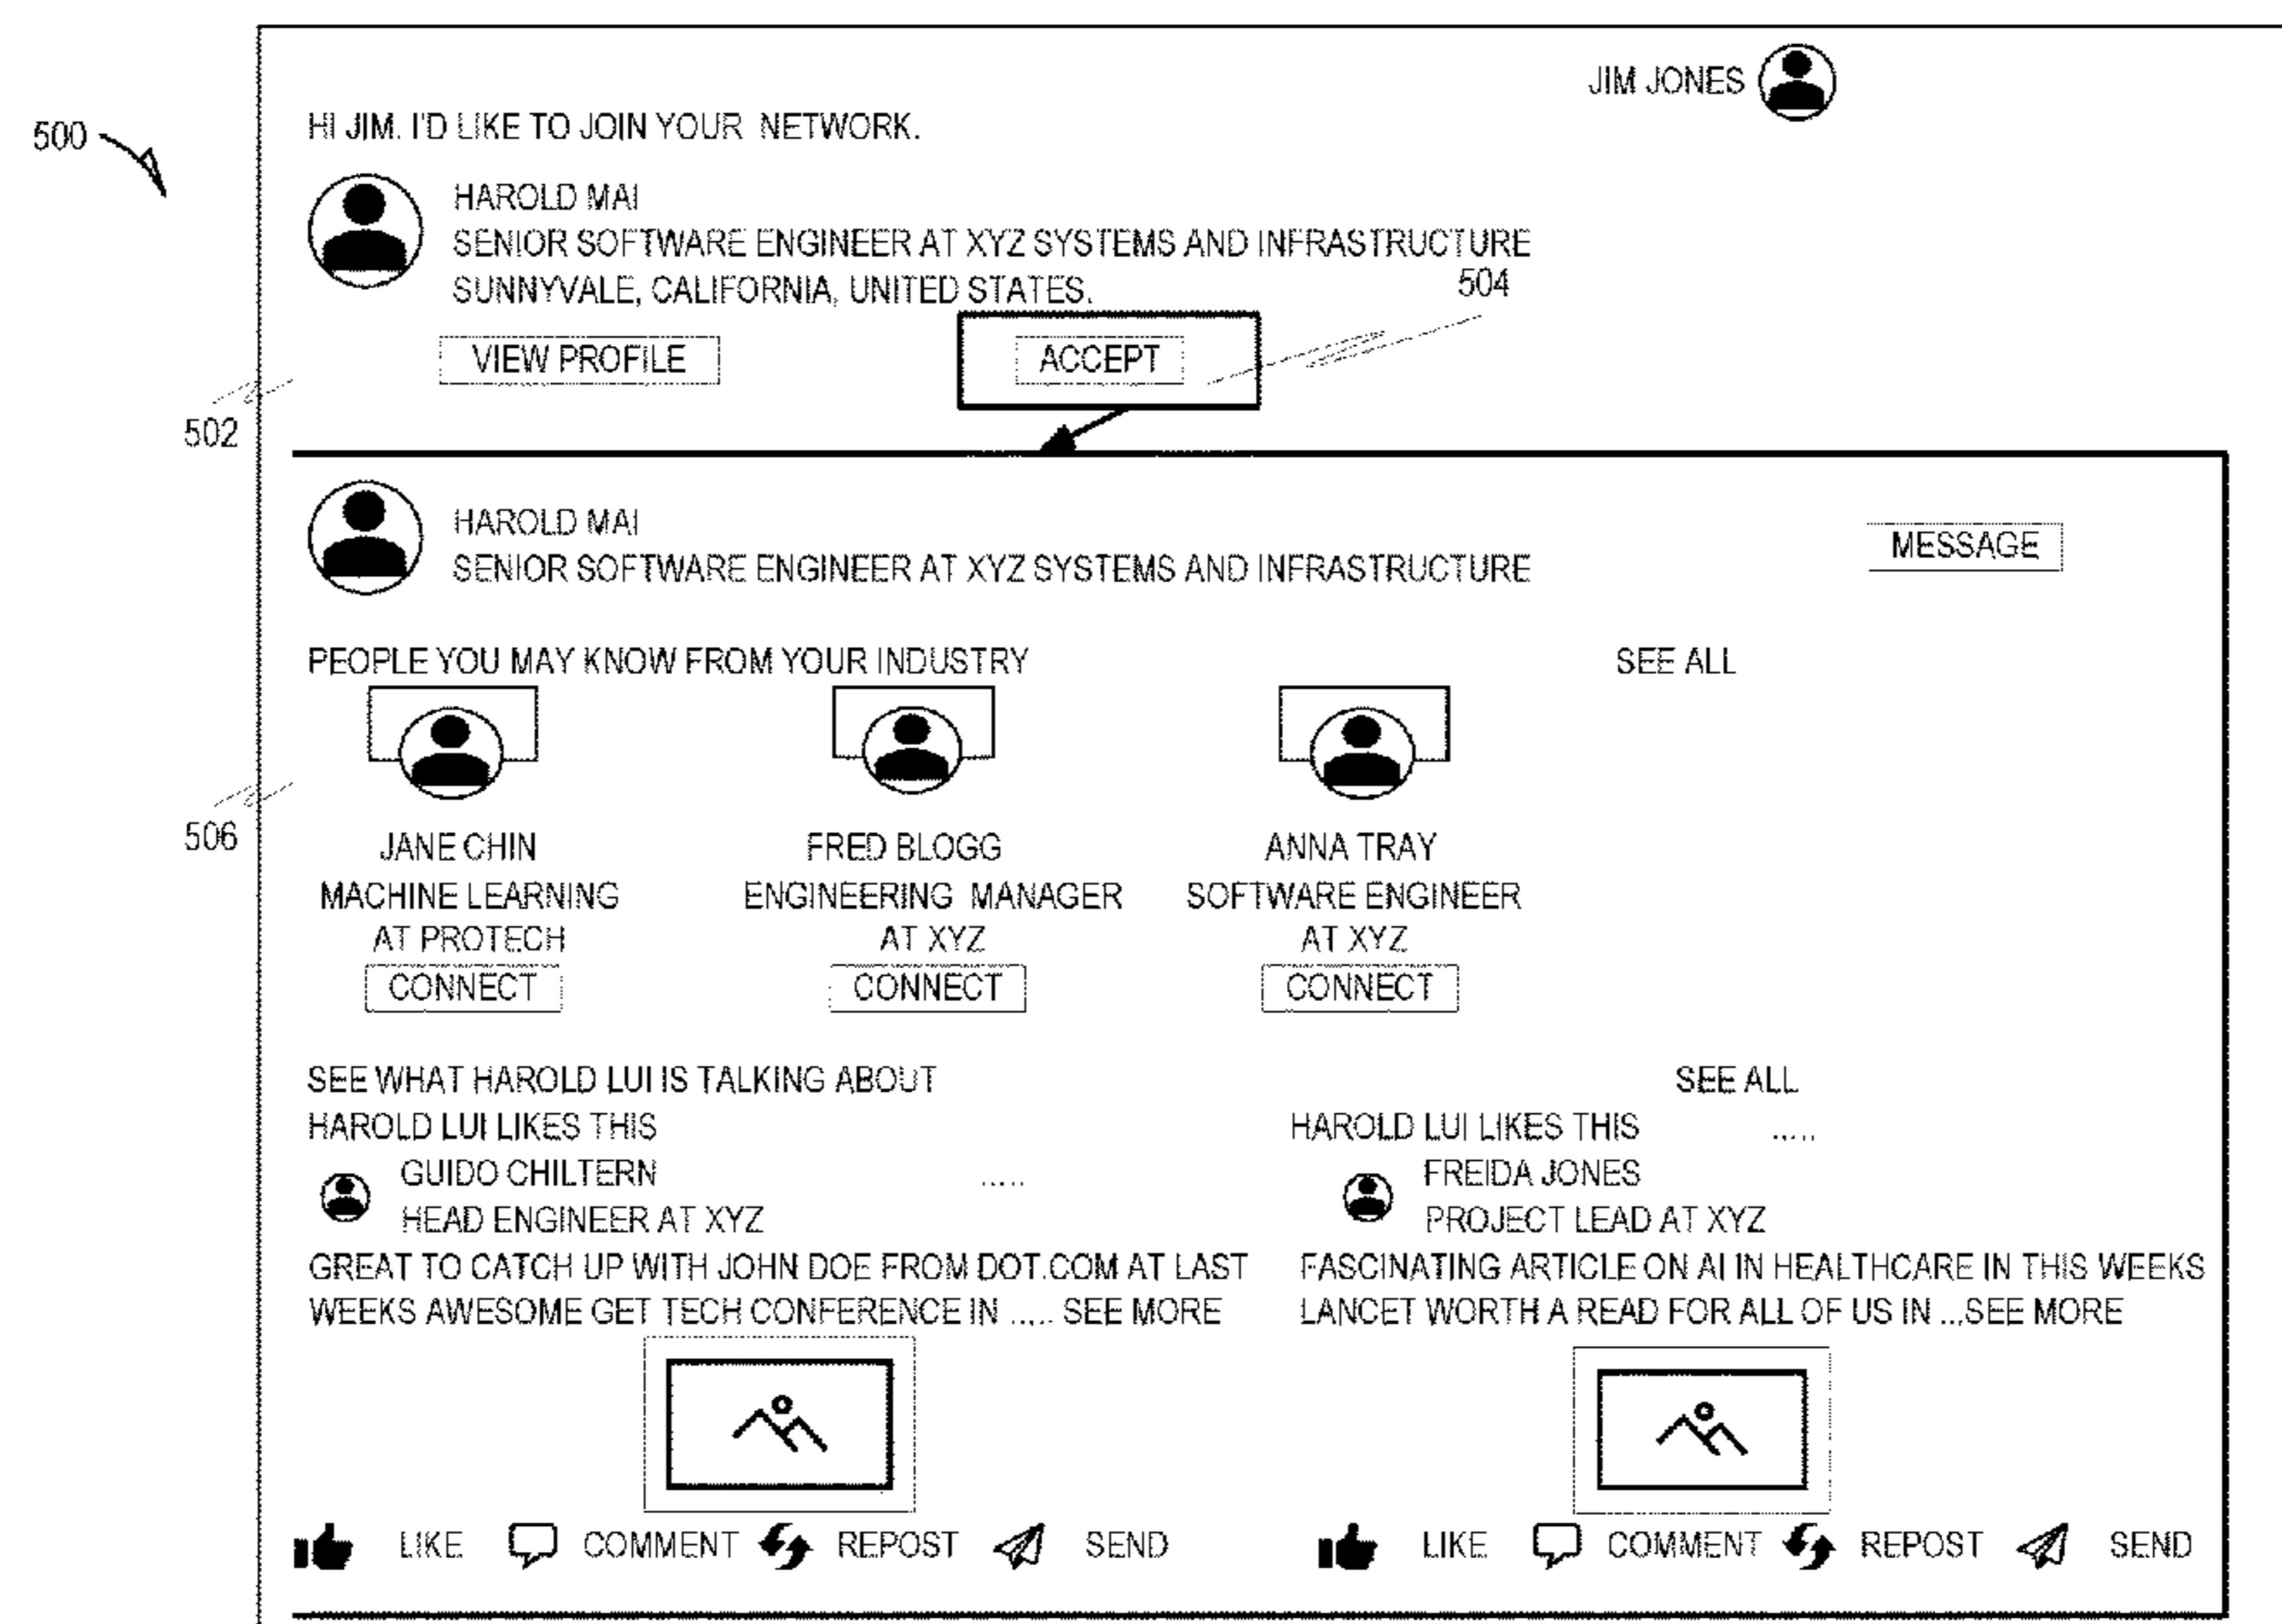 JIM JONES
500
HI JIM. I'D LIKE TO JOIN YOUR NETWORK.
HAROLD MAI
SENIOR SOFTWARE ENGINEER AT XYZ SYSTEMS AND INFRASTRUCTURE
SUNNYVALE, CALIFORNIA, UNITED STATES.
504
VIEW PROFILE
ACCEPT
502
HAROLD MAI
SENIOR SOFTWARE ENGINEER AT XYZ SYSTEMS AND INFRASTRUCTURE
MESSAGE
PEOPLE YOU MAY KNOW FROM YOUR INDUSTRY
SEE ALL
506
JANE CHIN
MACHINE LEARNING
AT PROTECH
CONNECT
FRED BLOGG
ENGINEERING MANAGER
AT XYZ
CONNECT
ANNA TRAY
SOFTWARE ENGINEER
AT XYZ
CONNECT
SEE WHAT HAROLD LUI IS TALKING ABOUT
SEE ALL
HAROLD LUI LIKES THIS
GUIDO CHILTERN .....
HEAD ENGINEER AT XYZ
GREAT TO CATCH UP WITH JOHN DOE FROM DOT.COM AT LAST
WEEKS AWESOME GET TECH CONFERENCE IN ..... SEE MORE
LIKE COMMENT REPOST SEND
HAROLD LUI LIKES THIS .....
FREIDA JONES
PROJECT LEAD AT XYZ
FASCINATING ARTICLE ON AI IN HEALTHCARE IN THIS WEEKS
LANCET WORTH A READ FOR ALL OF US IN ...SEE MORE
LIKE COMMENT REPOST SEND